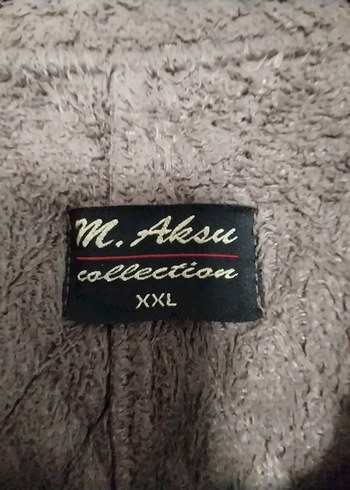 M. Aksu
collection
XXL